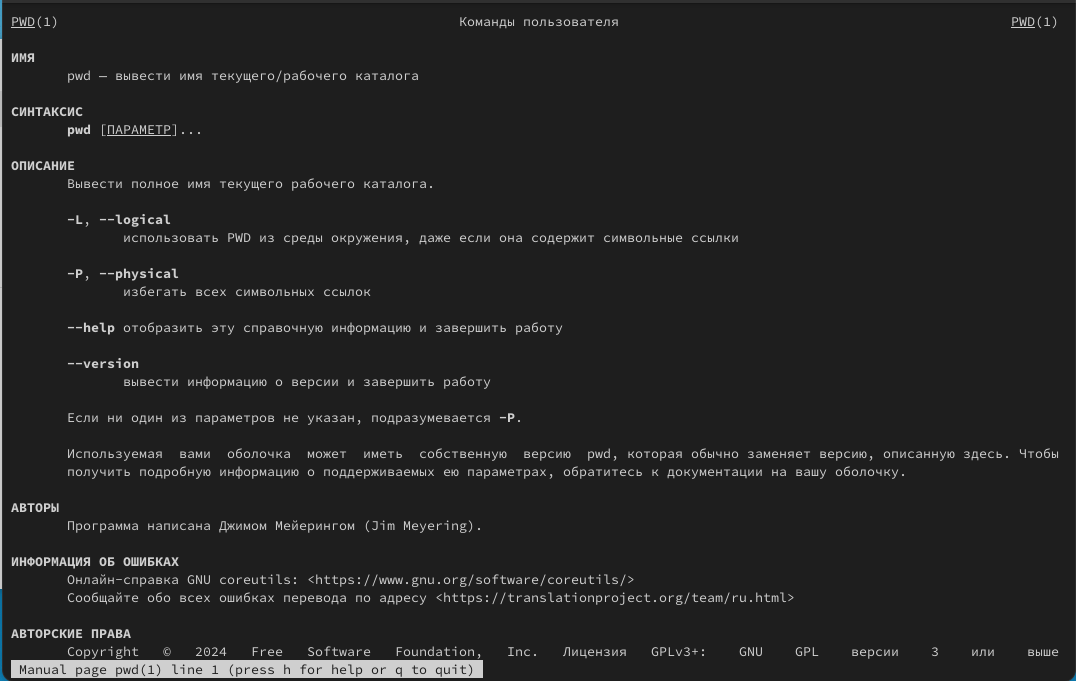 PWD(1) Команды пользователя PWD(1)
ИМЯ
pwd — вывести имя текущего/рабочего каталога
СИНТАКСИС
pwd [ПАРАМЕТР]...
ОПИСАНИЕ
Вывести полное имя текущего рабочего каталога.
-L, --logical
использовать PWD из среды окружения, даже если она содержит символьные ссылки
-P, --physical
избегать всех символьных ссылок
--help отобразить эту справочную информацию и завершить работу
--version
вывести информацию о версии и завершить работу
Если ни один из параметров не указан, подразумевается -P.
Используемая вами оболочка может иметь собственную версию pwd, которая обычно заменяет версию, описанную здесь. Чтобы
получить подробную информацию о поддерживаемых ею параметрах, обратитесь к документации на вашу оболочку.
АВТОРЫ
Программа написана Джимом Мейерингом (Jim Meyering).
ИНФОРМАЦИЯ ОБ ОШИБКАХ
Онлайн-справка GNU coreutils: <https://www.gnu.org/software/coreutils/>
Сообщайте обо всех ошибках перевода по адресу <https://translationproject.org/team/ru.html>
АВТОРСКИЕ ПРАВА
Copyright © 2024 Free Software Foundation, Inc. Лицензия GPLv3+: GNU GPL версии 3 или выше
Manual page pwd(1) line 1 (press h for help or q to quit)